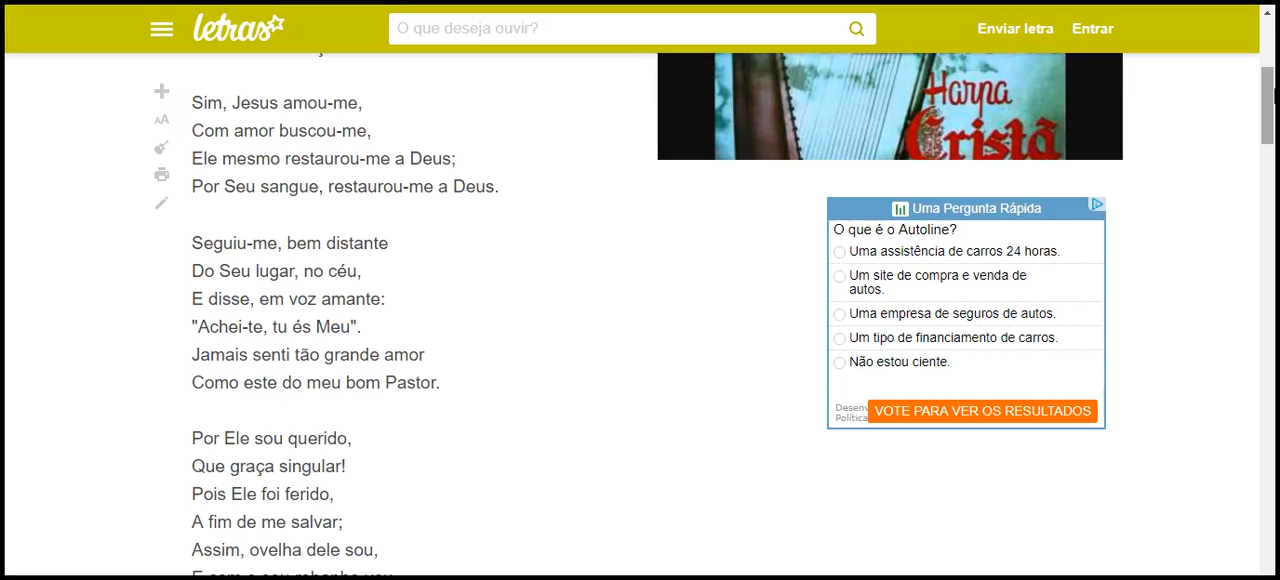 letras
O que deseja ouvir?
Enviar letra
Entrar
Sim, Jesus amou-me,
Com amor buscou-me,
Ele mesmo restaurou-me a Deus;
Por Seu sangue, restaurou-me a Deus.
Seguiu-me, bem distante
Do Seu lugar, no céu,
E disse, em voz amante:
"Achei-te, tu és Meu".
Jamais senti tão grande amor
Como este do meu bom Pastor.
Por Ele sou querido,
Que graça singular!
Pois Ele foi ferido,
A fim de me salvar;
Assim, ovelha dele sou,
AA
Harpa
Cristã
Uma Pergunta Rápida
O que é o Autoline?
Uma assistência de carros 24 horas.
Um site de compra e venda de
autos.
Uma empresa de seguros de autos.
Um tipo de financiamento de carros.
Não estou ciente.
Desenv
Política
VOTE PARA VER OS RESULTADOS